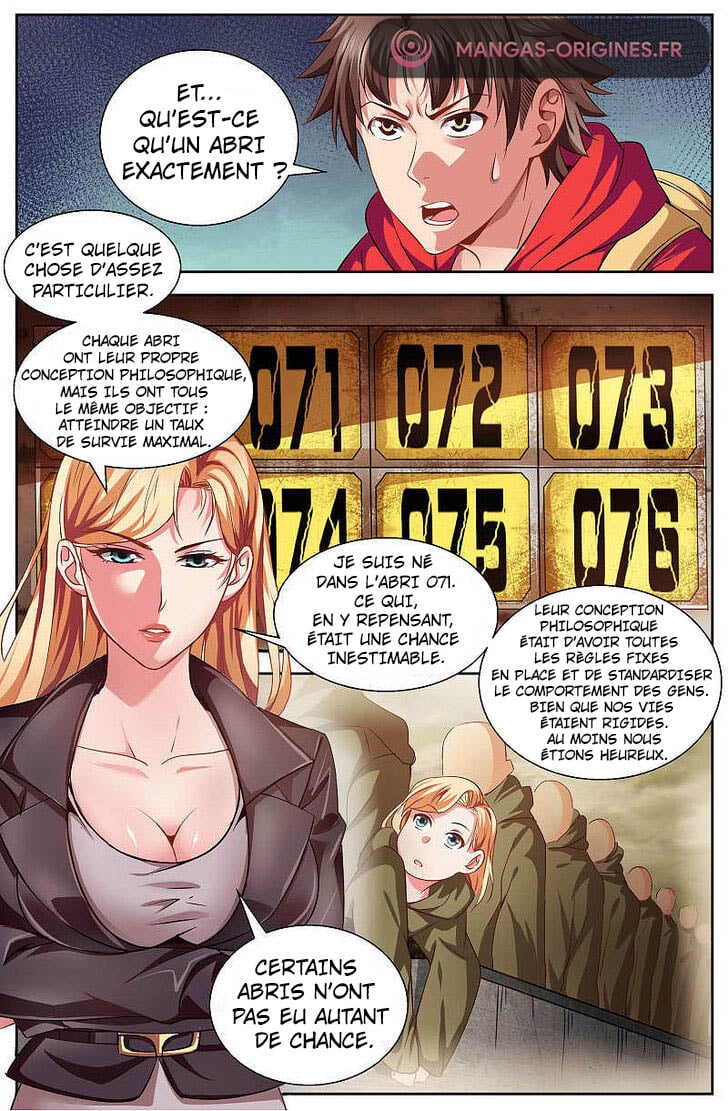 MANGAS-ORIGINES.FR
ET...
QU'EST-CE
QU'UN ABRI
EXACTEMENT ?
C'EST QUELQUE
CHOSE D'ASSEZ
PARTICULIER.
CHAQUE ABRI
ONT LEUR PROPRE
CONCEPTION PHILOSOPHIQUE,
MAIS ILS ONT TOUS
LE MÊME OBJECTIF :
ATTEINDRE UN TAUX
DE SURVIE MAXIMAL.
071
072
073
074
075
076
JE SUIS NÉ
DANS L'ABRI 071.
CE QUI,
EN Y REPENSANT,
ÉTAIT UNE CHANCE
INESTIMABLE.
LEUR CONCEPTION
PHILOSOPHIQUE
ÉTAIT D'AVOIR TOUTES
LES RÈGLES FIXES
EN PLACE ET DE STANDARDISER
LE COMPORTEMENT DES GENS.
BIEN QUE NOS VIES
ÉTAIENT RIGIDES.
AU MOINS NOUS
ÉTIONS HEUREUX.
CERTAINS
ABRIS N'ONT
PAS EU AUTANT
DE CHANCE.